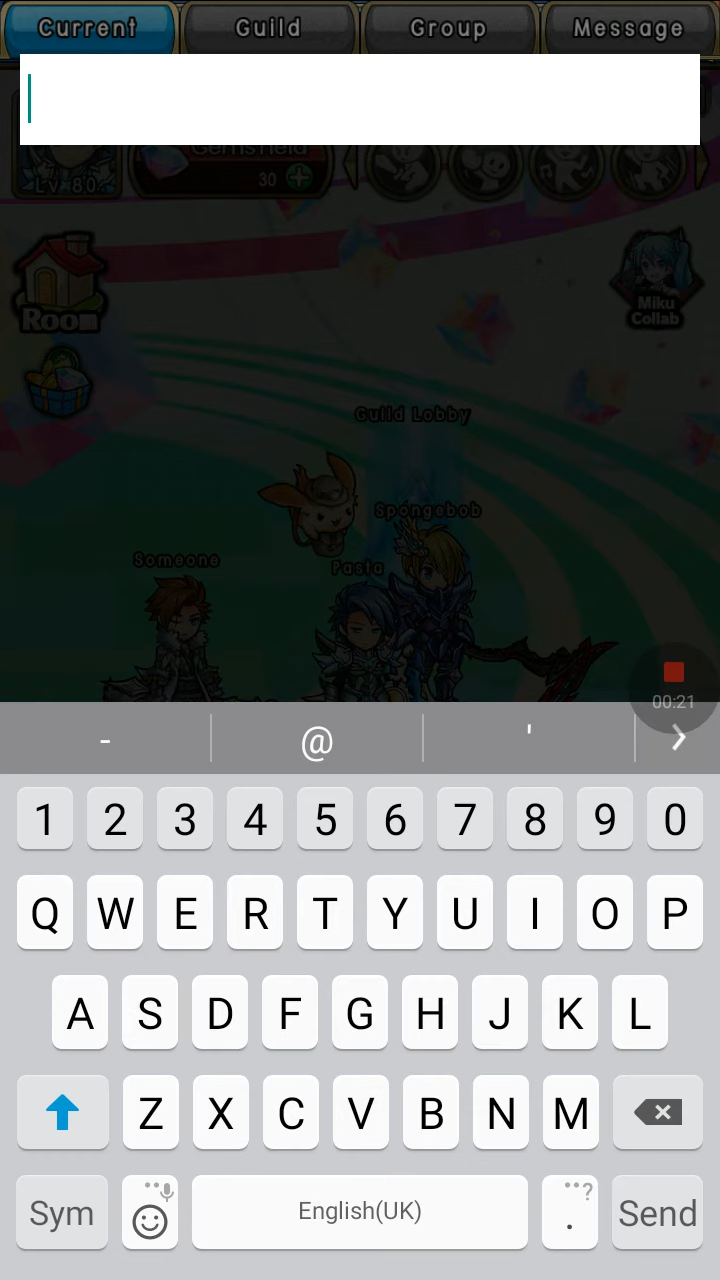 Current Guild Group Message
Gemsfield
Lv 80
30
Room
Miku
Collab
Guild Lobby
Spongebob
Someone
Pasta
00:21
- @ '
1 2 3 4 5 6 7 8 9 0
Q W E R T Y U I O P
A S D F G H J K L
Z X C V B N M
Sym English(UK) . ? Send